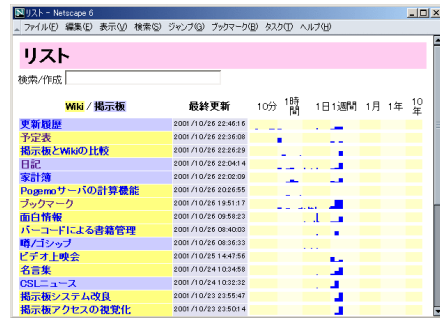 リスト - Netscape 6
ファイル(F) 編集(E) 表示(V) 検索(S) ジャンプ(G) ブックマーク(B) タスク(T) ヘルプ(H)
リスト
検索/作成
Wiki / 掲示板 最終更新 10分 1時間 1日 1週間 1月 1年 10年
更新履歴 2001/10/26 22:46:16
予定表 2001/10/26 22:36:08
掲示板とWikiの比較 2001/10/26 22:26:29
日記 2001/10/26 22:04:14
家計簿 2001/10/26 22:02:09
Pogemoサーバの計算機能 2001/10/26 20:26:55
ブックマーク 2001/10/26 19:51:17
面白情報 2001/10/26 09:58:23
バーコードによる書籍管理 2001/10/26 08:40:03
噂/ゴシップ 2001/10/26 08:36:33
ビデオ上映会 2001/10/25 14:47:56
名言集 2001/10/24 10:34:58
CSLニュース 2001/10/24 10:32:32
掲示板システム改良 2001/10/23 23:55:47
掲示板アクセスの視覚化 2001/10/23 23:50:14